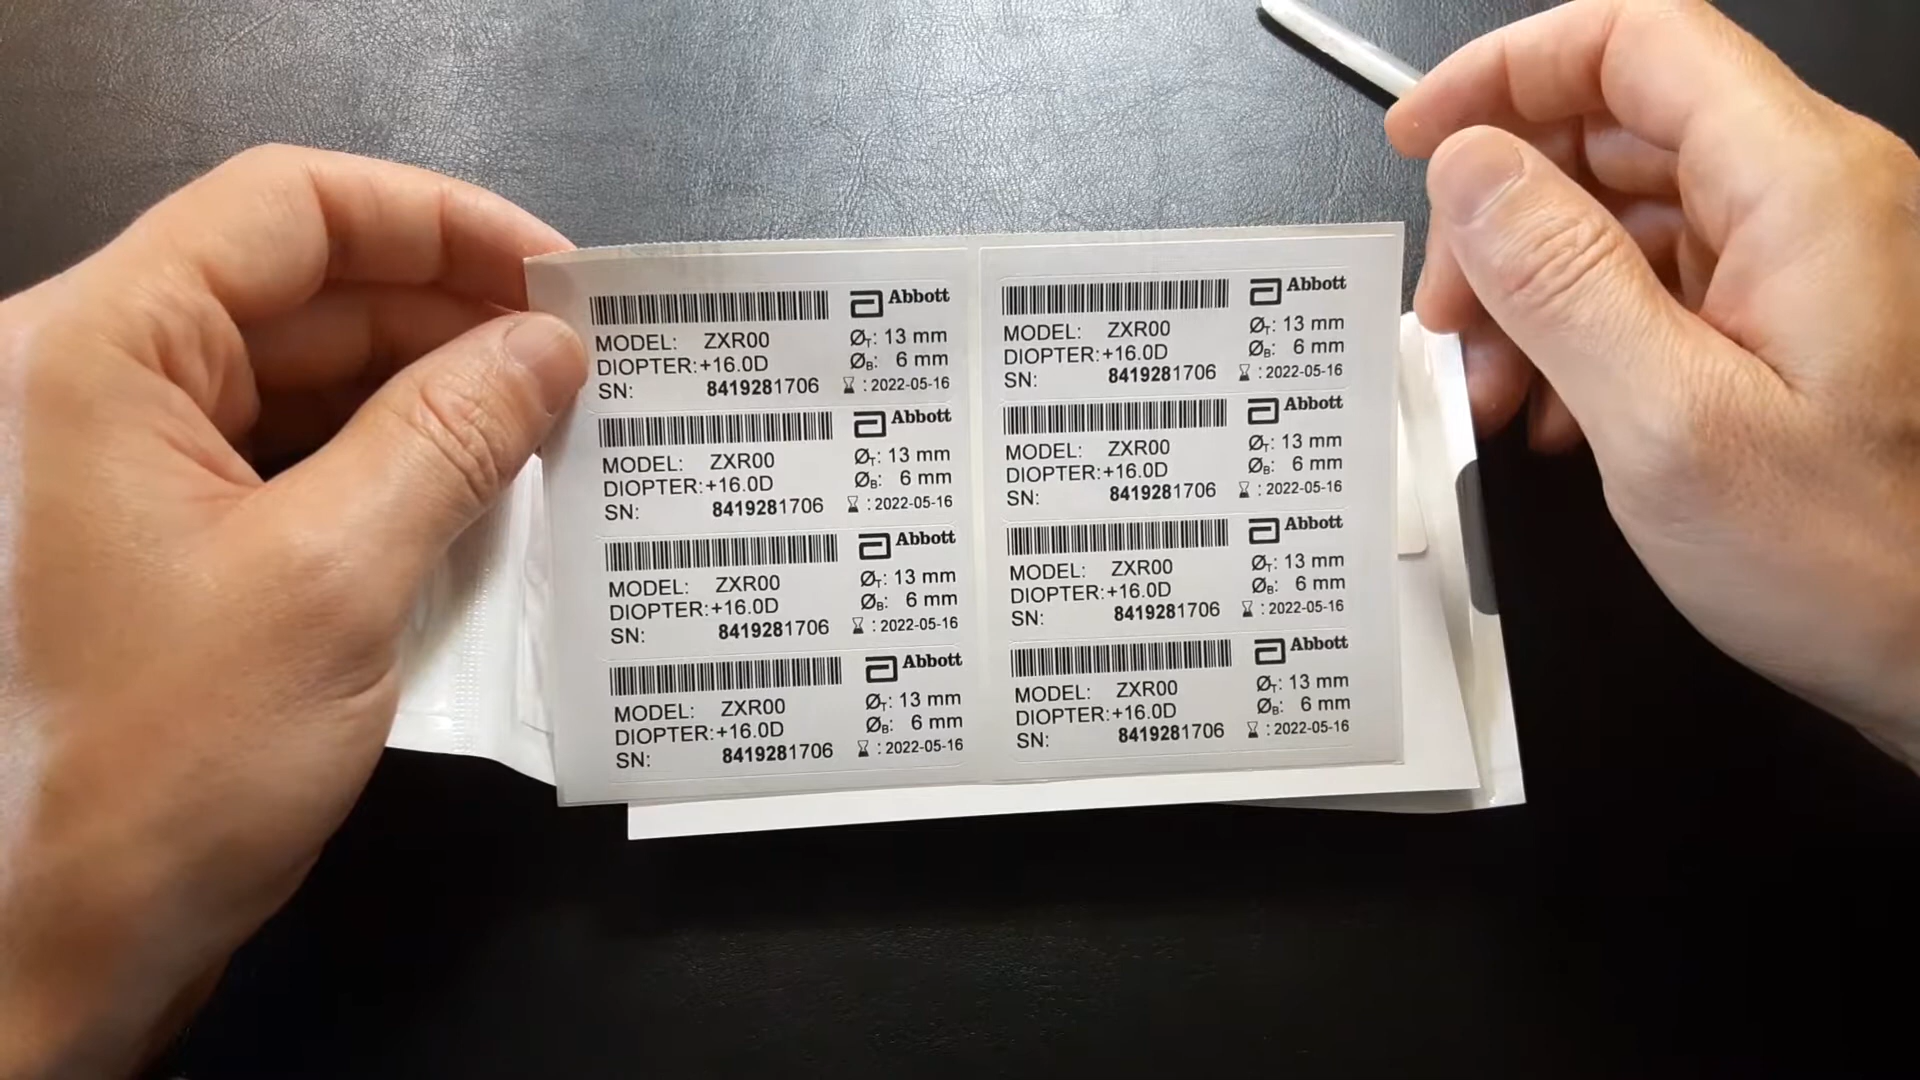 Abbott
MODEL: ZXR00 ØT: 13 mm
DIOPTER:+16.0D ØB: 6 mm
SN: 8419281706 : 2022-05-16
Abbott
MODEL: ZXR00 ØT: 13 mm
DIOPTER:+16.0D ØB: 6 mm
SN: 8419281706 : 2022-05-16
Abbott
MODEL: ZXR00 ØT: 13 mm
DIOPTER:+16.0D ØB: 6 mm
SN: 8419281706 : 2022-05-16
Abbott
MODEL: ZXR00 ØT: 13 mm
DIOPTER:+16.0D ØB: 6 mm
SN: 8419281706 : 2022-05-16
Abbott
MODEL: ZXR00 ØT: 13 mm
DIOPTER:+16.0D ØB: 6 mm
SN: 8419281706 : 2022-05-16
Abbott
MODEL: ZXR00 ØT: 13 mm
DIOPTER:+16.0D ØB: 6 mm
SN: 8419281706 : 2022-05-16
Abbott
MODEL: ZXR00 ØT: 13 mm
DIOPTER:+16.0D ØB: 6 mm
SN: 8419281706 : 2022-05-16
Abbott
MODEL: ZXR00 ØT: 13 mm
DIOPTER:+16.0D ØB: 6 mm
SN: 8419281706 : 2022-05-16